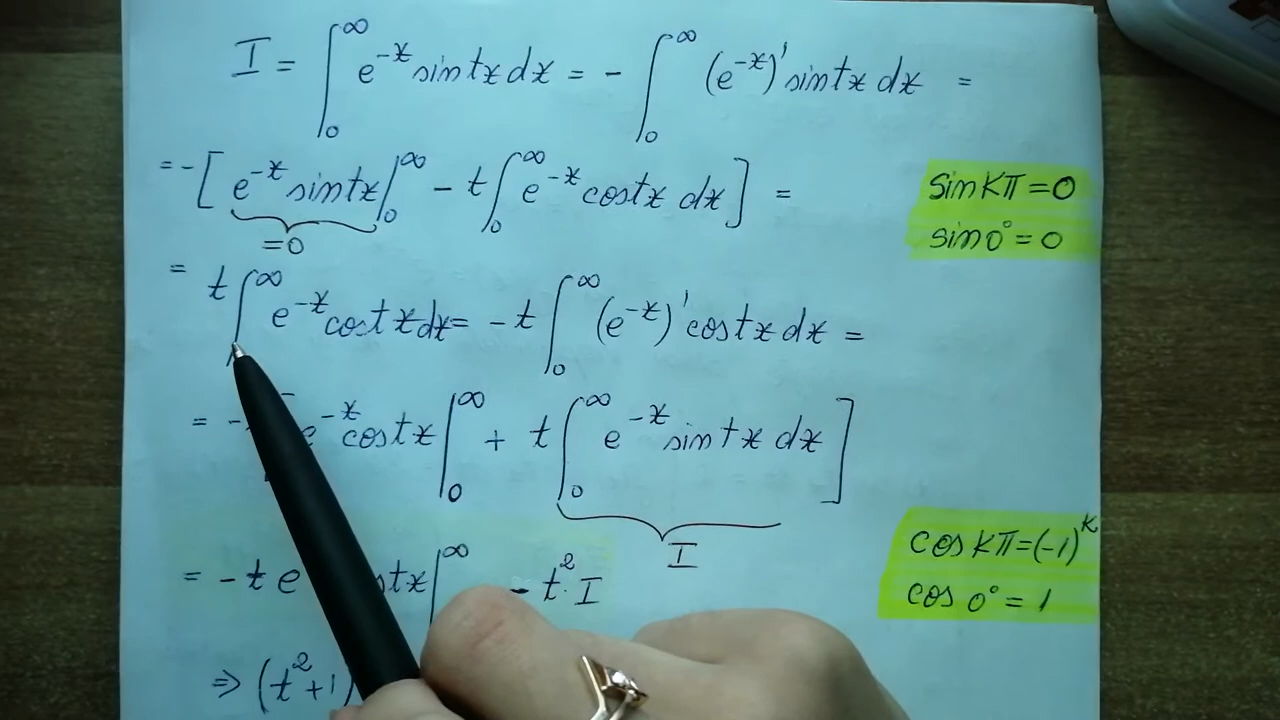 I = ∫₀^∞ e^{-x} sin tx dx = - ∫₀^∞ (e^{-x})' sin tx dx =
= - [ e^{-x} sin tx |₀^∞ - t ∫₀^∞ e^{-x} cos tx dx ] =
= 0
sin kπ = 0
sin 0° = 0
= t ∫₀^∞ e^{-x} cos tx dx = - t ∫₀^∞ (e^{-x})' cos tx dx =
= - e^{-x} cos tx |₀^∞ + t ∫₀^∞ e^{-x} sin tx dx ]
I
cos kπ = (-1)^k
cos 0° = 1
= - t e tx |^∞ - t² · I
⇒ (t² + 1)